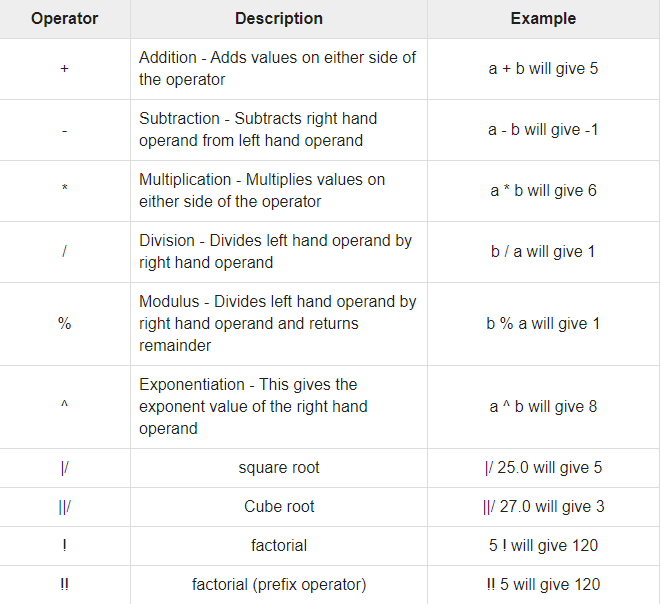 Operator Description Example
+ Addition - Adds values on either side of the operator a + b will give 5
- Subtraction - Subtracts right hand operand from left hand operand a - b will give -1
* Multiplication - Multiplies values on either side of the operator a * b will give 6
/ Division - Divides left hand operand by right hand operand b / a will give 1
% Modulus - Divides left hand operand by right hand operand and returns remainder b % a will give 1
^ Exponentiation - This gives the exponent value of the right hand operand a ^ b will give 8
|/ square root |/ 25.0 will give 5
||/ Cube root ||/ 27.0 will give 3
! factorial 5 ! will give 120
!! factorial (prefix operator) !! 5 will give 120